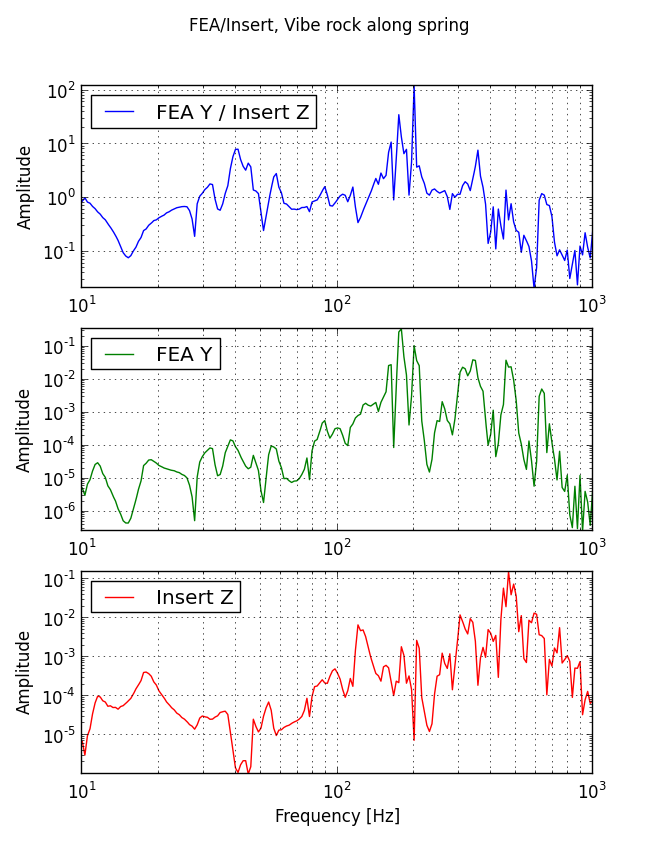 FEA/Insert, Vibe rock along spring
10²
10¹
10⁰
10⁻¹
Amplitude
FEA Y / Insert Z
10¹ 10² 10³
10⁻¹
10⁻²
10⁻³
10⁻⁴
10⁻⁵
10⁻⁶
Amplitude
FEA Y
10¹ 10² 10³
10⁻¹
10⁻²
10⁻³
10⁻⁴
10⁻⁵
Amplitude
Insert Z
10¹ 10² 10³
Frequency [Hz]